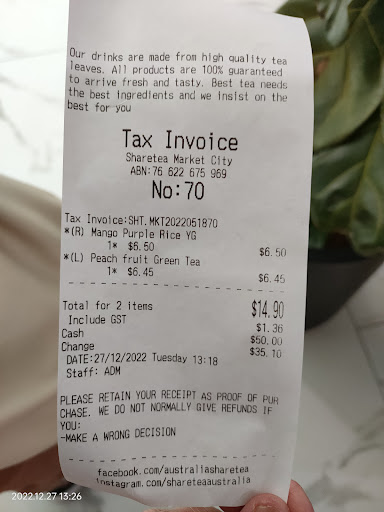 Our drinks are made from high quality tea
leaves. All products are 100% guaranteed
to arrive fresh and tasty. Best tea needs
the best ingredients and we insist on the
best for you
Tax Invoice
Sharetea Market City
ABN:76 622 675 969
No:70
Tax Invoice:SHT.MKT2022051870
*(R) Mango Purple Rice YG
1* $6.50 $6.50
*(L) Peach fruit Green Tea
1* $6.45 $6.45
Total for 2 items $14.90
Include GST $1.36
Cash $50.00
Change $35.10
DATE:27/12/2022 Tuesday 13:18
Staff: ADM
PLEASE RETAIN YOUR RECEIPT AS PROOF OF PUR
CHASE. WE DO NOT NORMALLY GIVE REFUNDS IF
YOU:
-MAKE A WRONG DECISION
facebook.com/australiasharetea
instagram.com/shareteaaustralia
2022.12.27 13:26